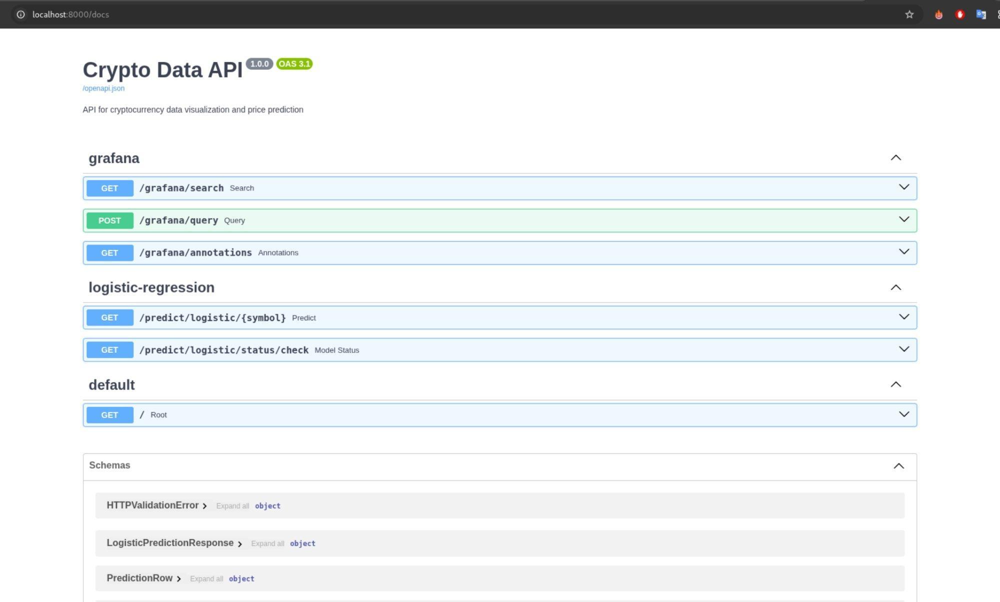 localhost:8000/docs
Crypto Data API 1.0.0 OAS 3.1
/openapi.json
API for cryptocurrency data visualization and price prediction
grafana
GET /grafana/search Search
POST /grafana/query Query
GET /grafana/annotations Annotations
logistic-regression
GET /predict/logistic/{symbol} Predict
GET /predict/logistic/status/check Model Status
default
GET / Root
Schemas
HTTPValidationError Expand all object
LogisticPredictionResponse Expand all object
PredictionRow Expand all object